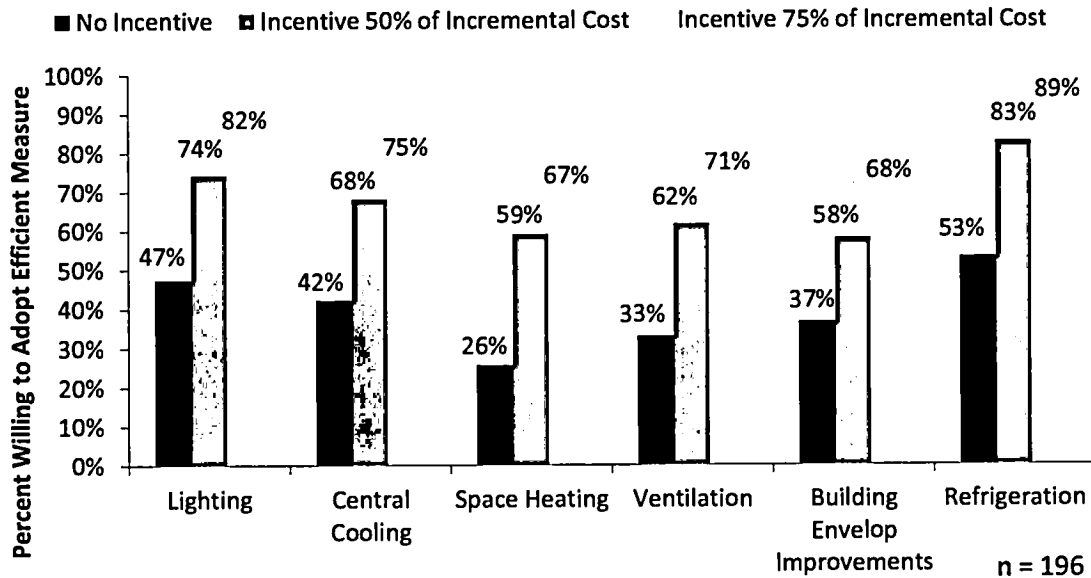 No Incentive Incentive 50% of Incremental Cost Incentive 75% of Incremental Cost
Percent Willing to Adopt Efficient Measure
100%
90%
80%
70%
60%
50%
40%
30%
20%
10%
0%
47% 74% 82%
42% 68% 75%
26% 59% 67%
33% 62% 71%
37% 58% 68%
53% 83% 89%
Lighting
Central
Cooling
Space Heating
Ventilation
Building
Envelop
Improvements
Refrigeration
n = 196